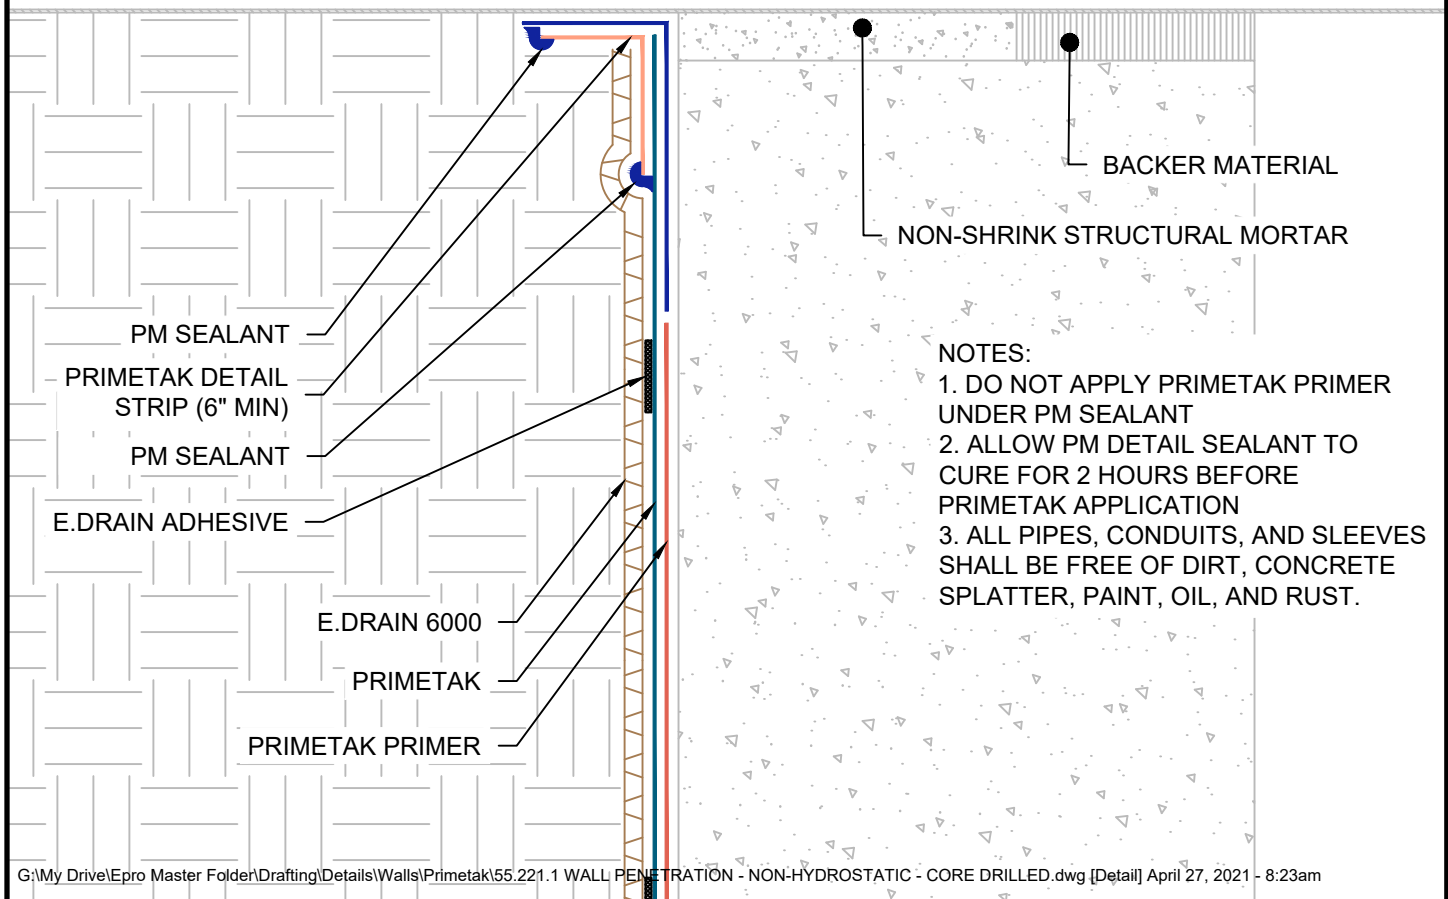 BACKER MATERIAL
NON-SHRINK STRUCTURAL MORTAR
PM SEALANT
PRIMETAK DETAIL
STRIP (6" MIN)
PM SEALANT
E.DRAIN ADHESIVE
E.DRAIN 6000
PRIMETAK
PRIMETAK PRIMER
NOTES:
1. DO NOT APPLY PRIMETAK PRIMER
UNDER PM SEALANT
2. ALLOW PM DETAIL SEALANT TO
CURE FOR 2 HOURS BEFORE
PRIMETAK APPLICATION
3. ALL PIPES, CONDUITS, AND SLEEVES
SHALL BE FREE OF DIRT, CONCRETE
SPLATTER, PAINT, OIL, AND RUST.
G:\My Drive\Epro Master Folder\Drafting\Details\Walls\Primetak\55.221.1 WALL PENETRATION - NON-HYDROSTATIC - CORE DRILLED.dwg [Detail] April 27, 2021 - 8:23am